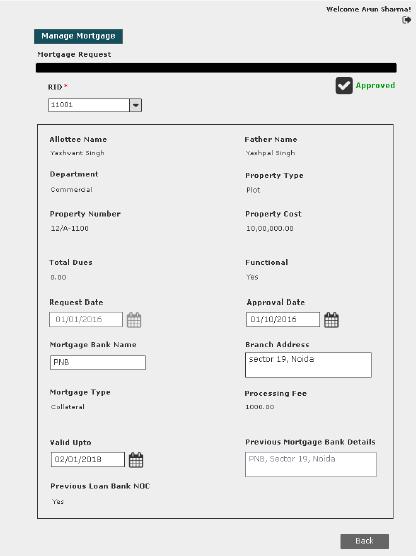 Welcome Arun Sharma!
Manage Mortgage
Mortgage Request
RID*
Approved
11001
Allottee Name
Father Name
Yashvant Singh
Yashpal Singh
Department
Property Type
Commercial
Plot
Property Number
Property Cost
12/A-1100
10,00,000.00
Total Dues
Functional
0.00
Yes
Request Date
Approval Date
01/01/2016
01/10/2016
Mortgage Bank Name
Branch Address
PNB
sector 19, Noida
Mortgage Type
Processing Fee
Collateral
1000.00
Valid Upto
Previous Mortgage Bank Details
02/01/2018
PNB, Sector 19, Noida
Previous Loan Bank NOC
Yes
Back